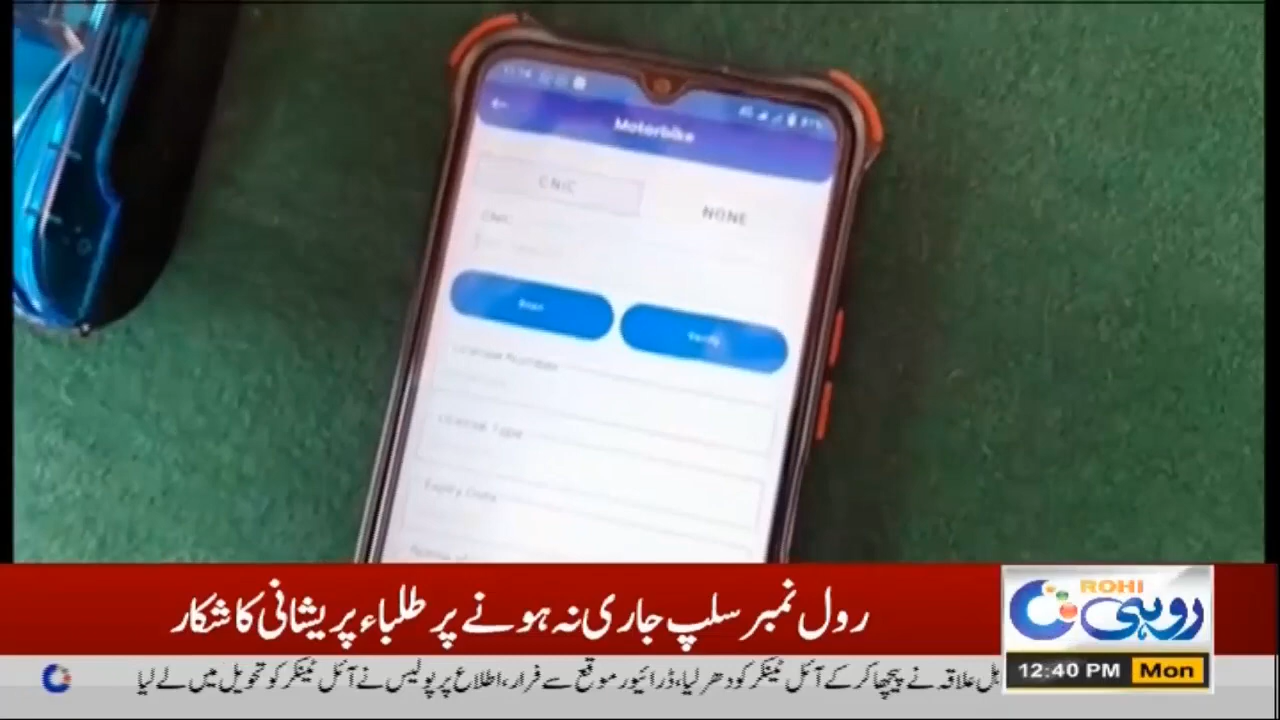 Motorbike
CNIC
NONE
CNIC
Scan
Verify
License Number
License Type
Expiry Date
رول نمبر سلپ جاری نہ ہونے پر طلباء پریشانی کا شکار
ROHI
روہی
12:40 PM Mon
ہل علاقہ نے پیچھا کر کے آئل ٹینکر کو دھر لیا، ڈرائیور موقع سے فرار، اطلاع پر پولیس نے آئل ٹینکر کو تحویل میں لے لیا